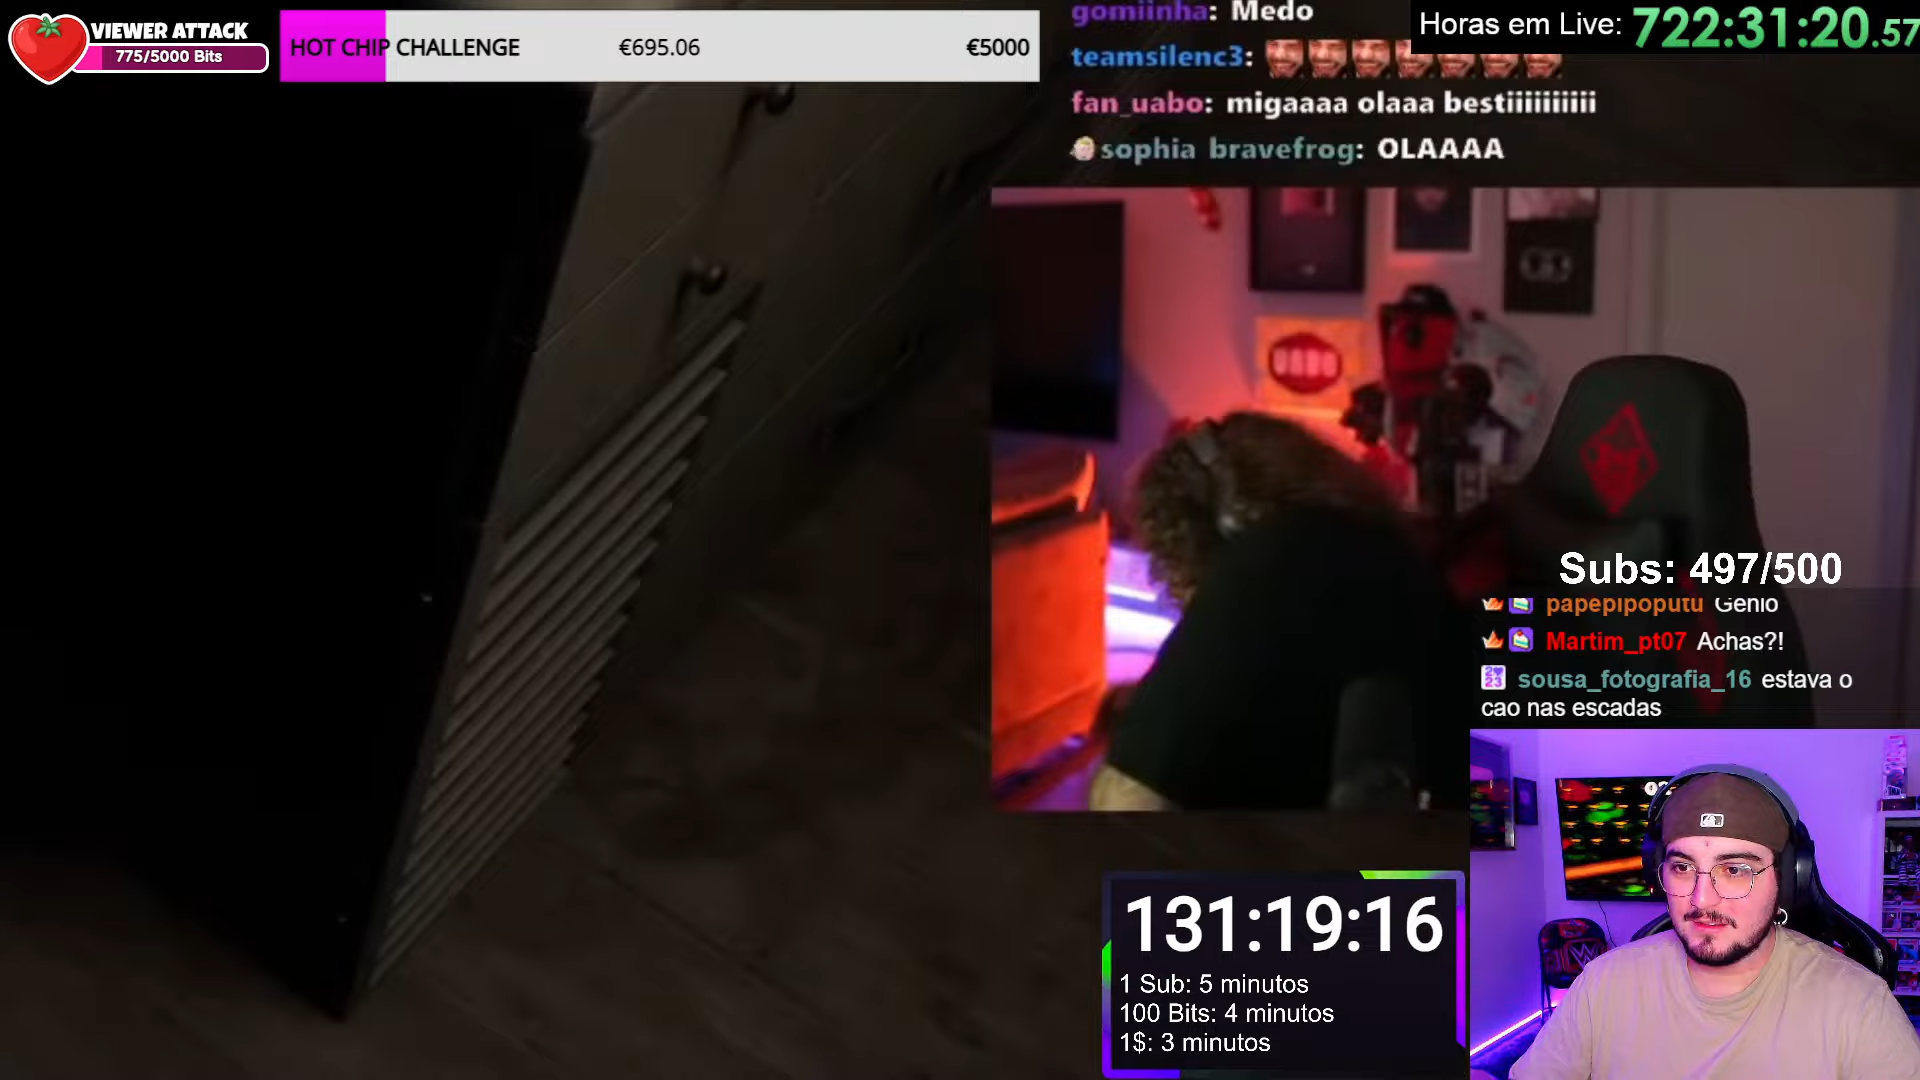 VIEWER ATTACK
775/5000 Bits
HOT CHIP CHALLENGE €695.06 €5000
gomiinha: Medo
Horas em Live: 722:31:20.57
teamsilenc3:
fan_uabo: migaaaa olaaa bestiiiiiiiiii
sophia bravefrog: OLAAAA
Subs: 497/500
papepipoputu Genio
Martim_pt07 Achas?!
sousa_fotografia_16 estava o
cao nas escadas
131:19:16
1 Sub: 5 minutos
100 Bits: 4 minutos
1$: 3 minutos